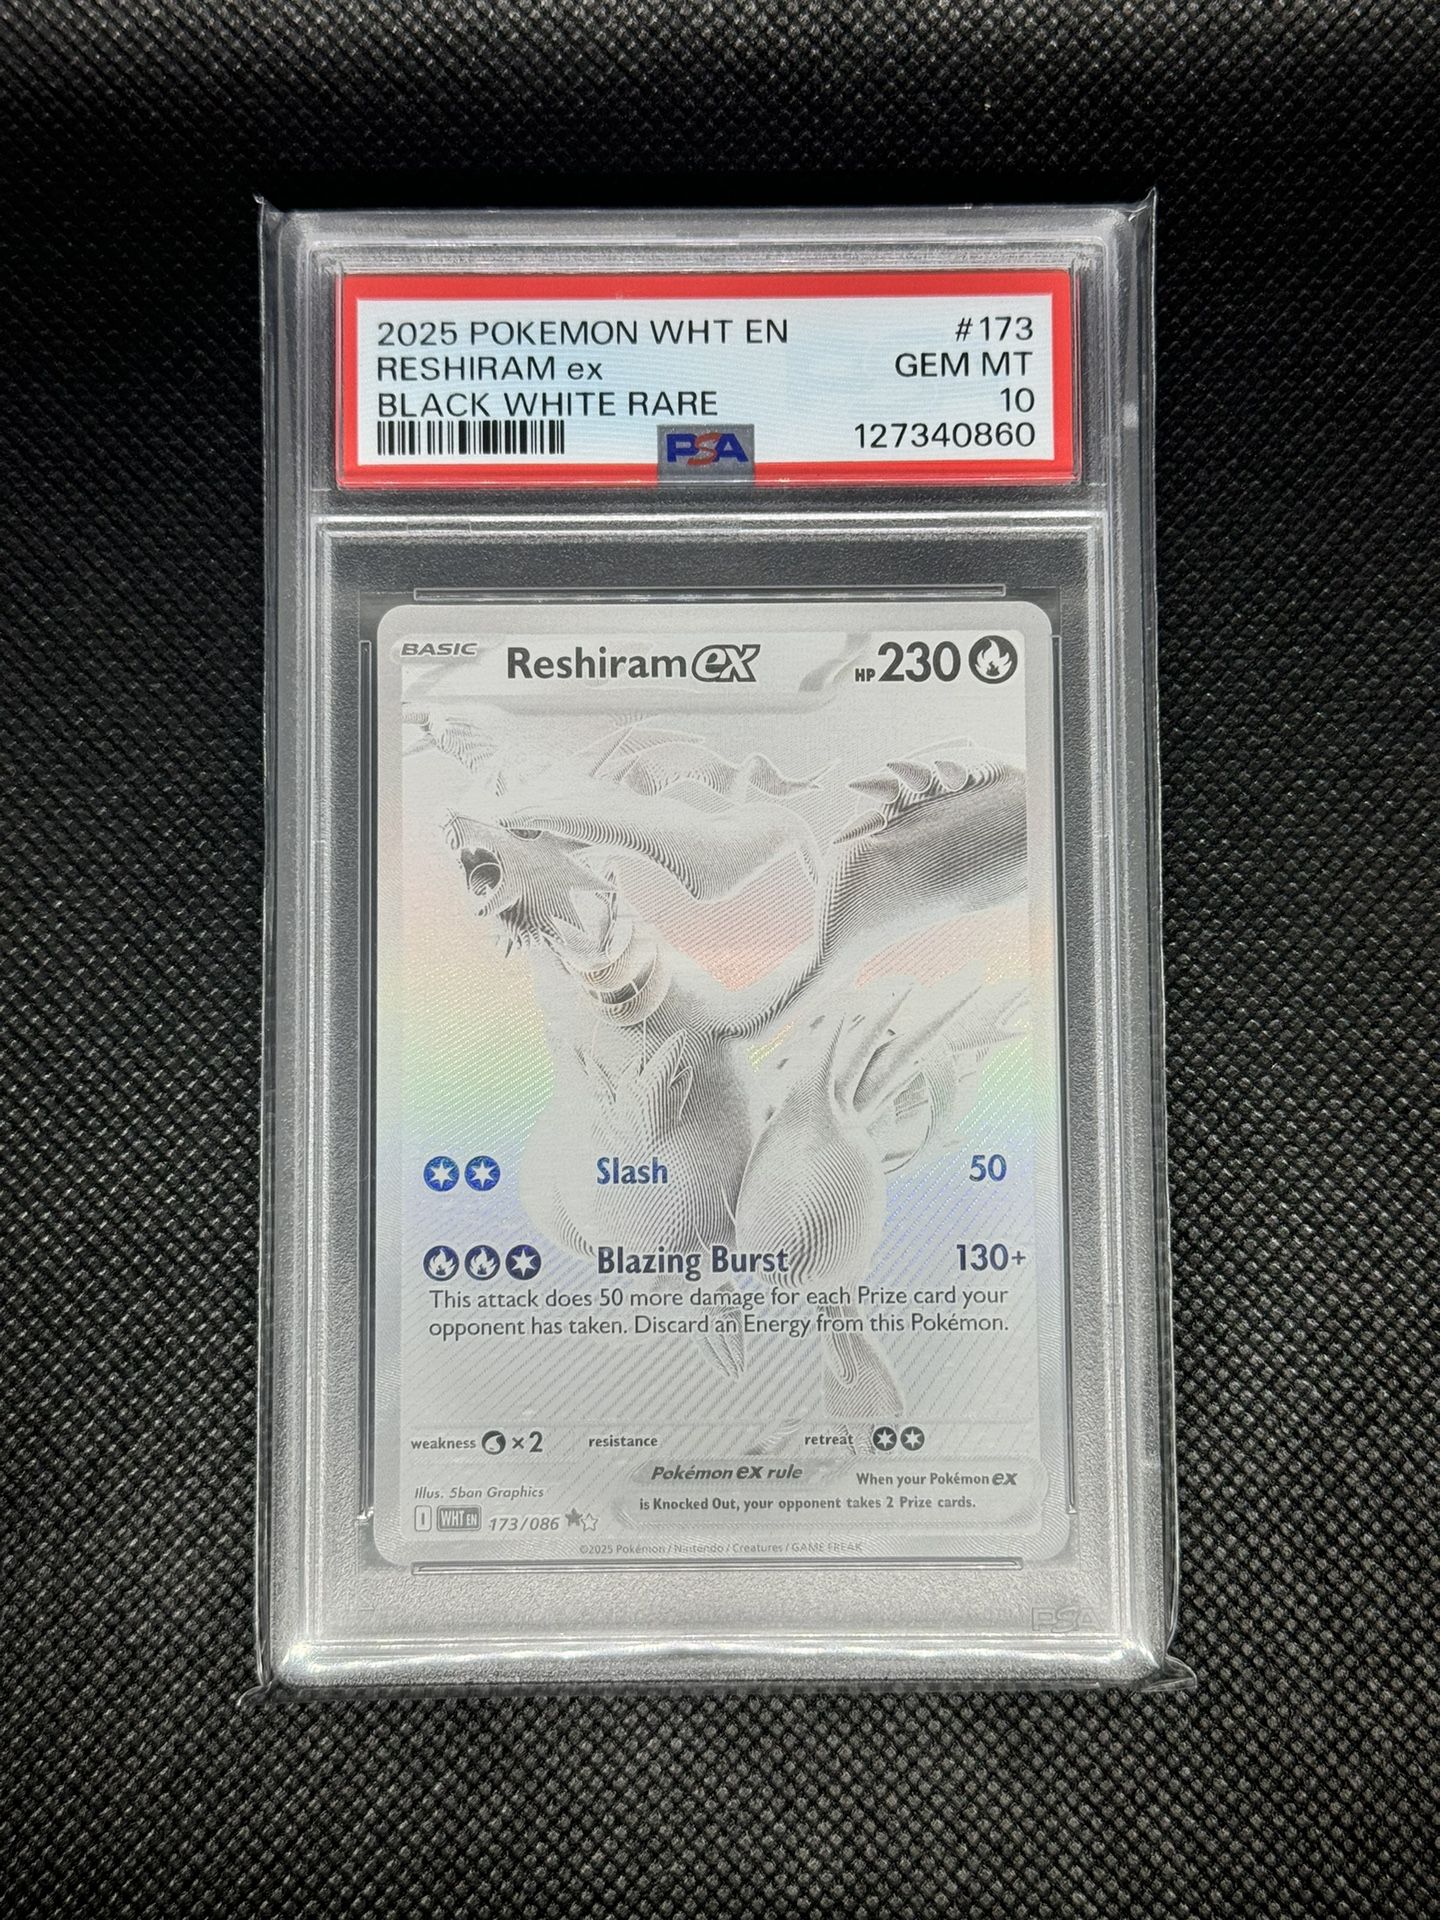 2025 POKEMON WHT EN #173
RESHIRAM ex GEM MT
BLACK WHITE RARE 10
127340860
PSA
BASIC Reshiram ex HP 230
Slash 50
Blazing Burst 130+
This attack does 50 more damage for each Prize card your
opponent has taken. Discard an Energy from this Pokémon.
weakness ×2 resistance retreat
Pokémon ex rule When your Pokémon ex
is Knocked Out, your opponent takes 2 Prize cards.
Illus. 5ban Graphics
I WHT EN 173/086
©2025 Pokémon / Nintendo / Creatures / GAME FREAK
PSA